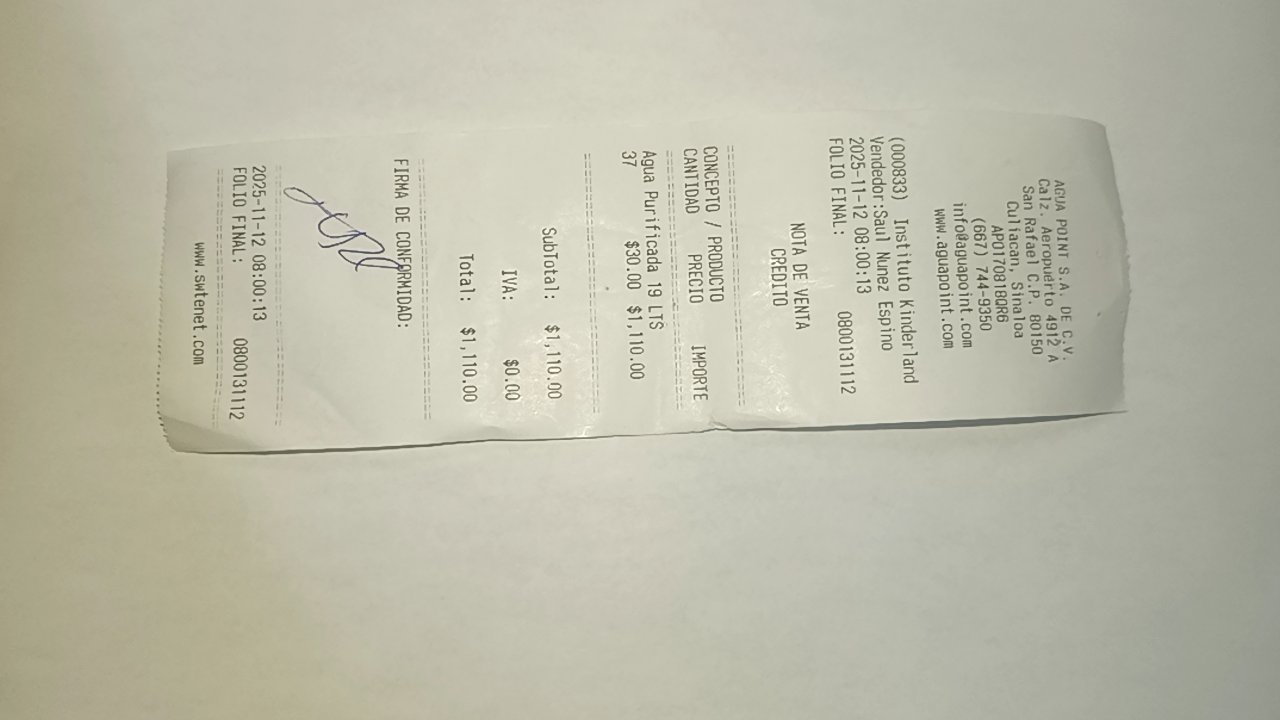 AGUA POINT S.A. DE C.V.
Calz. Aeropuerto 4912 A
San Rafael C.P. 80150
Culiacan, Sinaloa
APO170818QR6
(667) 744-9350
info@aguapoint.com
www.aguapoint.com
(000833) Instituto Kinderland
Vendedor:Saul Nunez Espino
2025-11-12 08:00:13
FOLIO FINAL: 0800131112
NOTA DE VENTA
CREDITO
CONCEPTO / PRODUCTO
CANTIDAD PRECIO IMPORTE
Agua Purificada 19 LTS
37 $30.00 $1,110.00
SubTotal: $1,110.00
IVA: $0.00
Total: $1,110.00
FIRMA DE CONFORMIDAD:
2025-11-12 08:00:13
FOLIO FINAL: 0800131112
www.swtenet.com